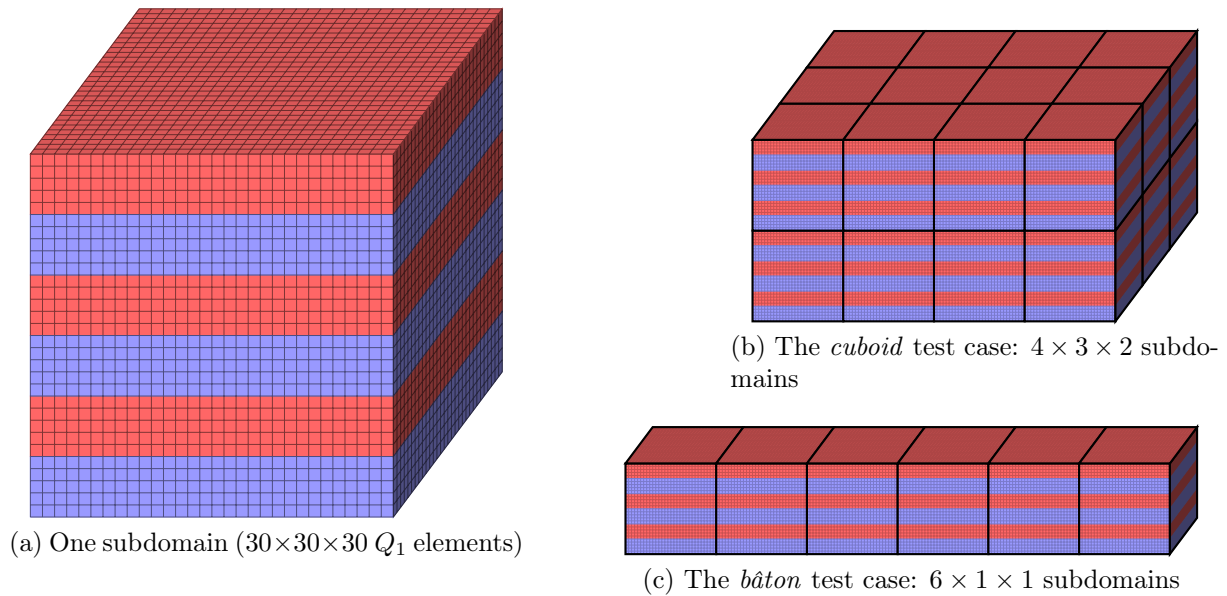 (a) One subdomain (30×30×30 Q₁ elements)
(b) The cuboid test case: 4 × 3 × 2 subdo-
mains
(c) The bâton test case: 6 × 1 × 1 subdomains